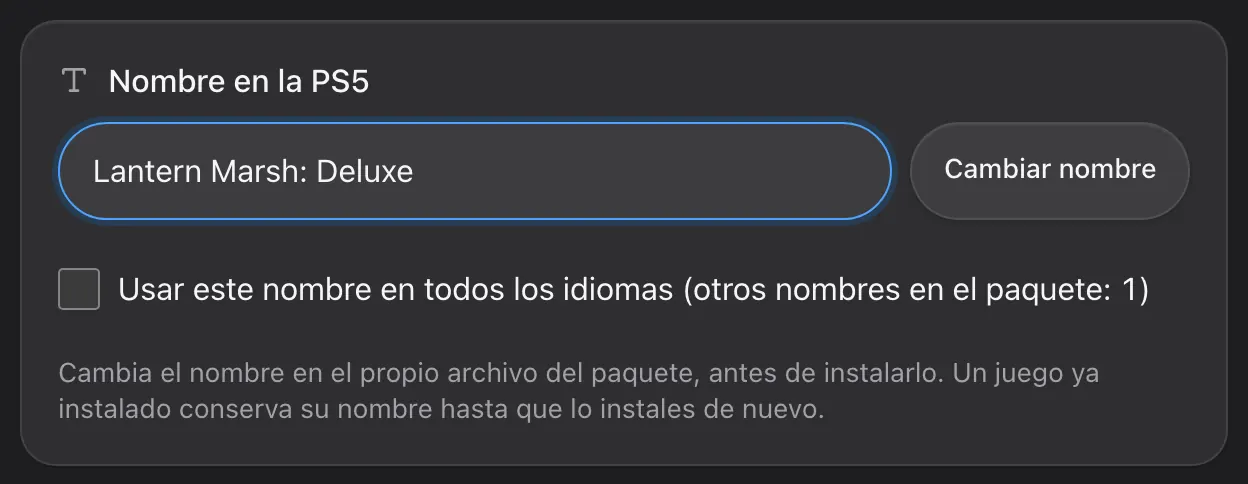 Nombre en la PS5
Lantern Marsh: Deluxe
Cambiar nombre
Usar este nombre en todos los idiomas (otros nombres en el paquete: 1)
Cambia el nombre en el propio archivo del paquete, antes de instalarlo. Un juego ya
instalado conserva su nombre hasta que lo instales de nuevo.